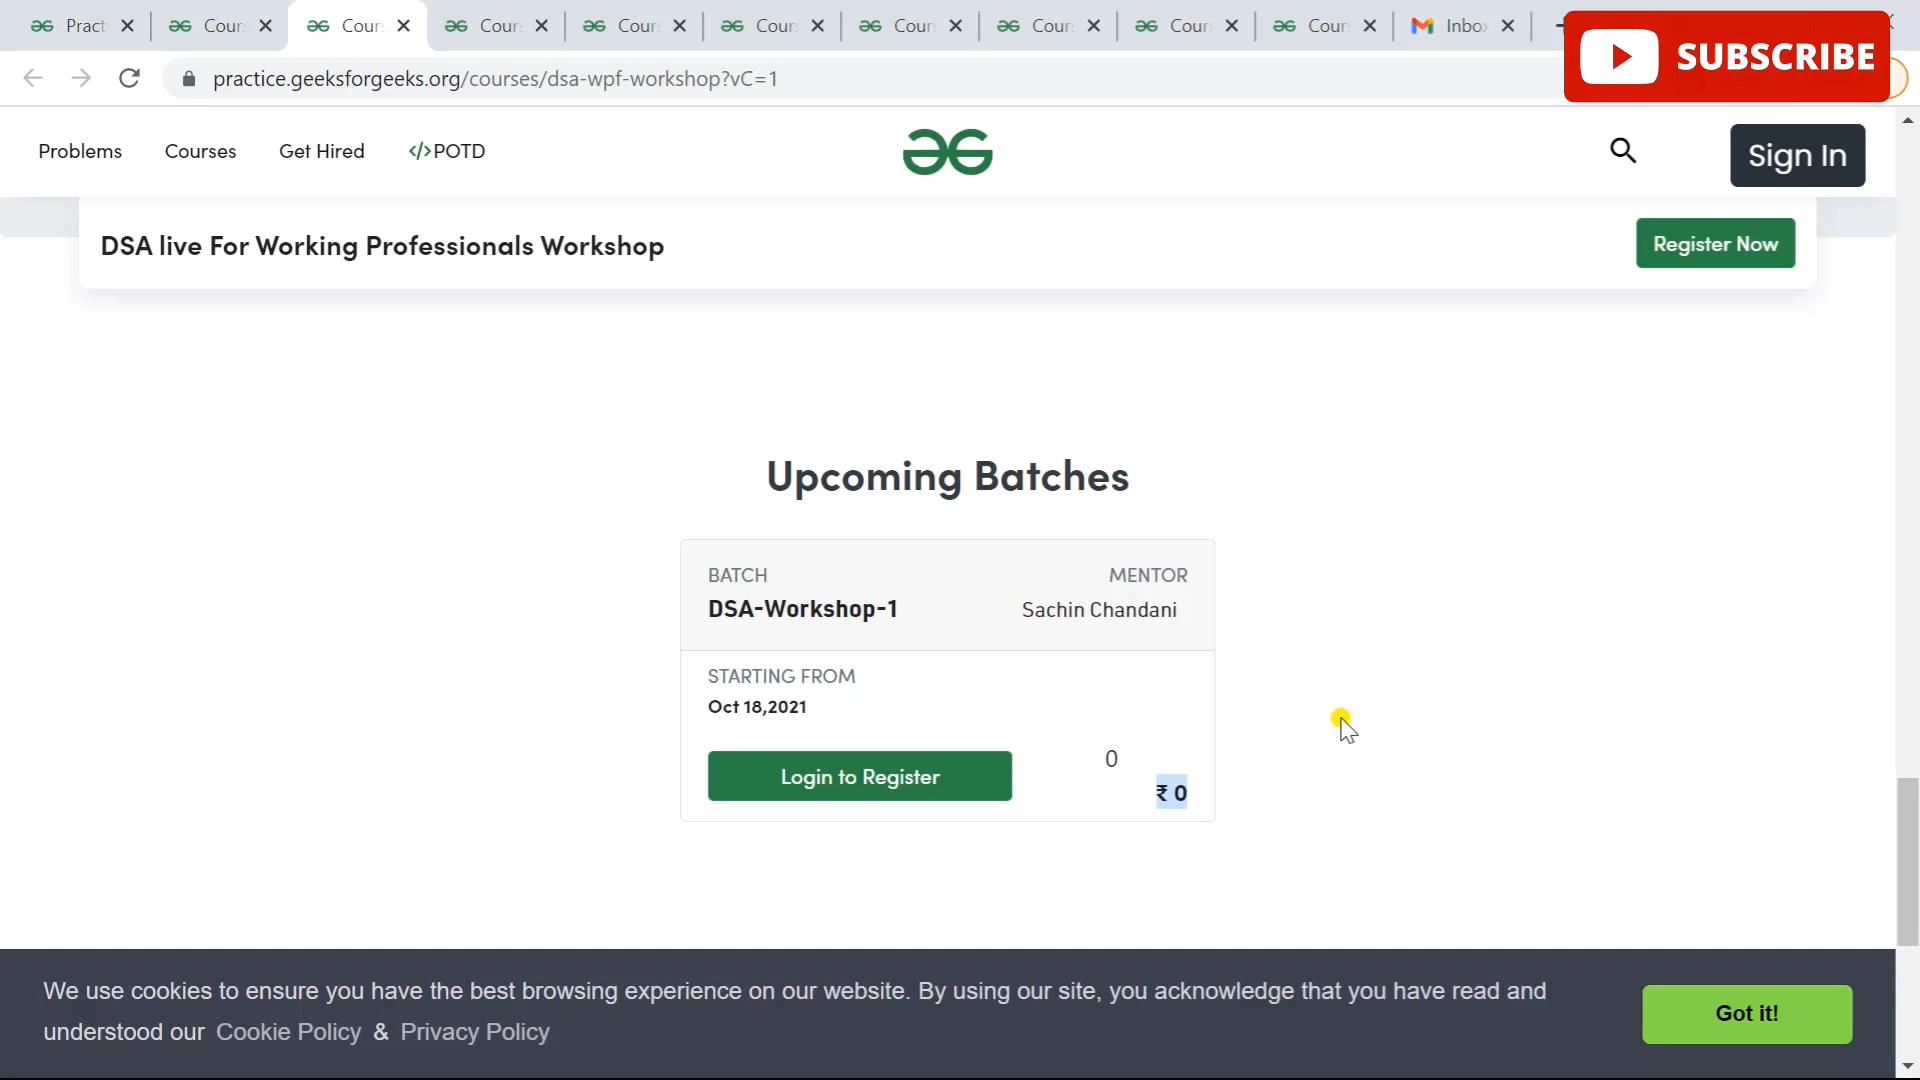 Pract
Cour
Cour
Cour
Cour
Cour
Cour
Cour
Cour
Cour
Inbo
SUBSCRIBE
practice.geeksforgeeks.org/courses/dsa-wpf-workshop?vC=1
Problems
Courses
Get Hired
</>POTD
Sign In
DSA live For Working Professionals Workshop
Register Now
Upcoming Batches
BATCH
MENTOR
DSA-Workshop-1
Sachin Chandani
STARTING FROM
Oct 18,2021
0
Login to Register
₹ 0
We use cookies to ensure you have the best browsing experience on our website. By using our site, you acknowledge that you have read and
understood our Cookie Policy & Privacy Policy
Got it!